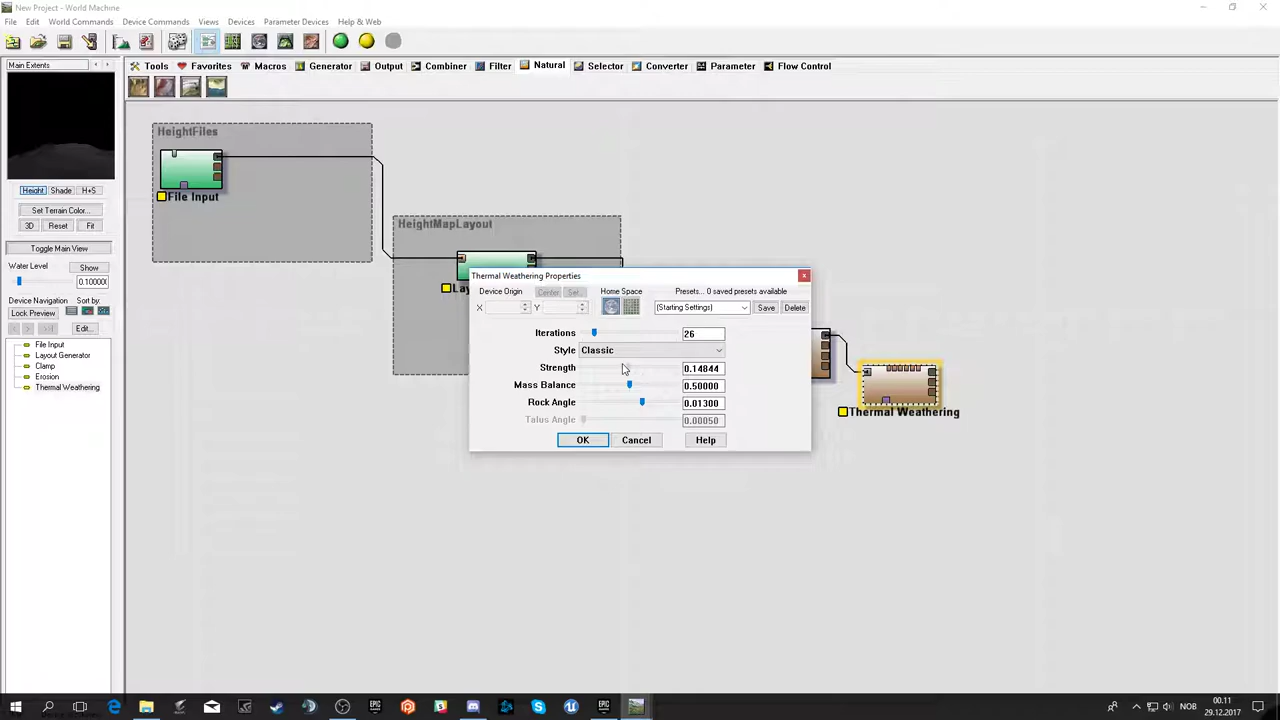 New Project - World Machine
File Edit World Commands Device Commands Views Devices Parameter Devices Help & Web
Main Extents
Tools Favorites Macros Generator Output Combiner Filter Natural Selector Converter Parameter Flow Control
Height Shade H+S
Set Terrain Color...
3D Reset Fit
Toggle Main View
Water Level Show
0.10000
Device Navigation Sort by:
Lock Preview
Edit...
File Input
Layout Generator
Clamp
Erosion
Thermal Weathering
HeightFiles
File Input
HeightMapLayout
Lay
Thermal Weathering Properties
Device Origin Center Set... Home Space Presets... 0 saved presets available
X Y (Starting Settings) Save Delete
Iterations 26
Style Classic
Strength 0.14844
Mass Balance 0.50000
Rock Angle 0.01300
Talus Angle 0.00050
OK Cancel Help
Thermal Weathering
EPIC GAMES EPIC GAMES
NOB
00.11
29.12.2017